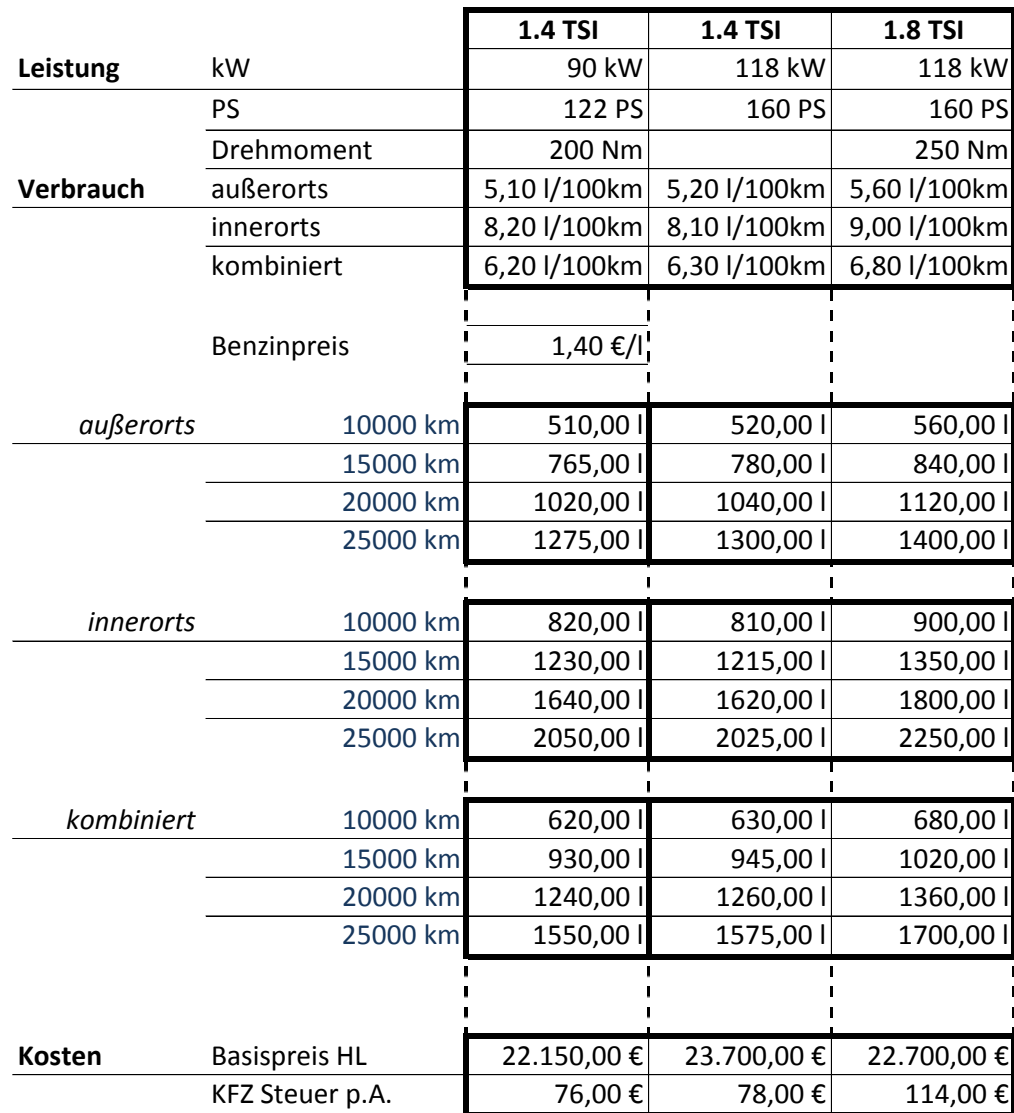 1.4 TSI 1.4 TSI 1.8 TSI
Leistung kW 90 kW 118 kW 118 kW
PS 122 PS 160 PS 160 PS
Drehmoment 200 Nm 250 Nm
Verbrauch außerorts 5,10 l/100km 5,20 l/100km 5,60 l/100km
innerorts 8,20 l/100km 8,10 l/100km 9,00 l/100km
kombiniert 6,20 l/100km 6,30 l/100km 6,80 l/100km
Benzinpreis 1,40 €/l
außerorts 10000 km 510,00 l 520,00 l 560,00 l
15000 km 765,00 l 780,00 l 840,00 l
20000 km 1020,00 l 1040,00 l 1120,00 l
25000 km 1275,00 l 1300,00 l 1400,00 l
innerorts 10000 km 820,00 l 810,00 l 900,00 l
15000 km 1230,00 l 1215,00 l 1350,00 l
20000 km 1640,00 l 1620,00 l 1800,00 l
25000 km 2050,00 l 2025,00 l 2250,00 l
kombiniert 10000 km 620,00 l 630,00 l 680,00 l
15000 km 930,00 l 945,00 l 1020,00 l
20000 km 1240,00 l 1260,00 l 1360,00 l
25000 km 1550,00 l 1575,00 l 1700,00 l
Kosten Basispreis HL 22.150,00 € 23.700,00 € 22.700,00 €
KFZ Steuer p.A. 76,00 € 78,00 € 114,00 €